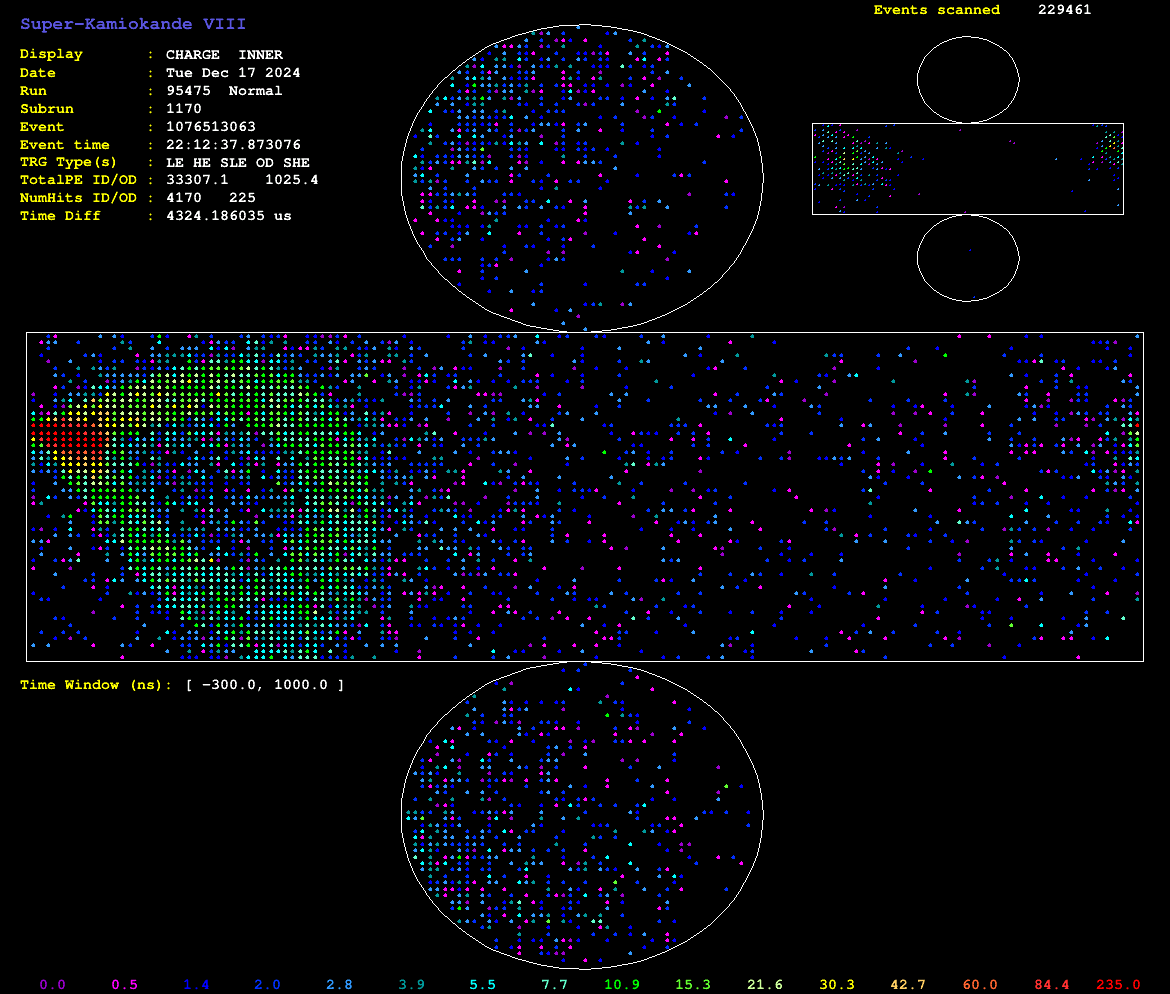 Super-Kamiokande VIII
Events scanned 229461
Display : CHARGE INNER
Date : Tue Dec 17 2024
Run : 95475 Normal
Subrun : 1170
Event : 1076513063
Event time : 22:12:37.873076
TRG Type(s) : LE HE SLE OD SHE
TotalPE ID/OD : 33307.1 1025.4
NumHits ID/OD : 4170 225
Time Diff : 4324.186035 us
Time Window (ns): [ -300.0, 1000.0 ]
0.0 0.5 1.4 2.0 2.8 3.9 5.5 7.7 10.9 15.3 21.6 30.3 42.7 60.0 84.4 235.0